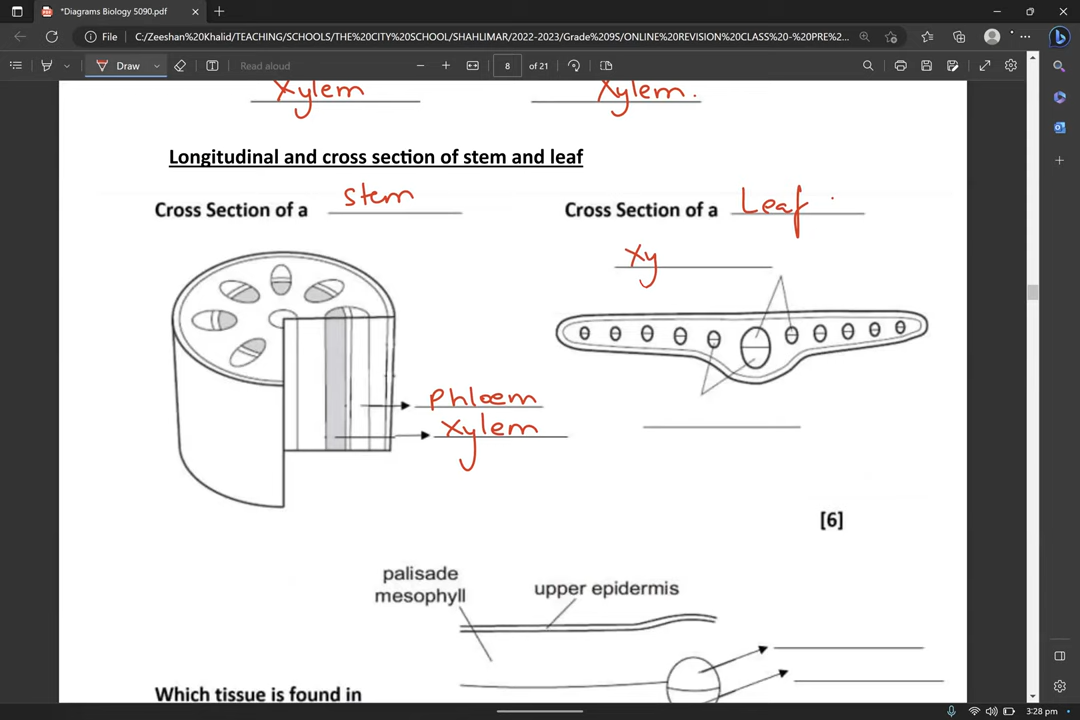 *Diagrams Biology 5090.pdf
File
C:/Zeeshan%20Khalid/TEACHING/SCHOOLS/THE%20CITY%20SCHOOL/SHAHLIMAR/2022-2023/Grade%209S/ONLINE%20REVISION%20CLASS%20-%20PRE%2...
Draw
Read aloud
8
of 21
Xylem
Xylem.
Longitudinal and cross section of stem and leaf
Cross Section of a stem
Cross Section of a Leaf
Xy
Phloem
Xylem
[6]
palisade
mesophyll
upper epidermis
Which tissue is found in
3:28 pm